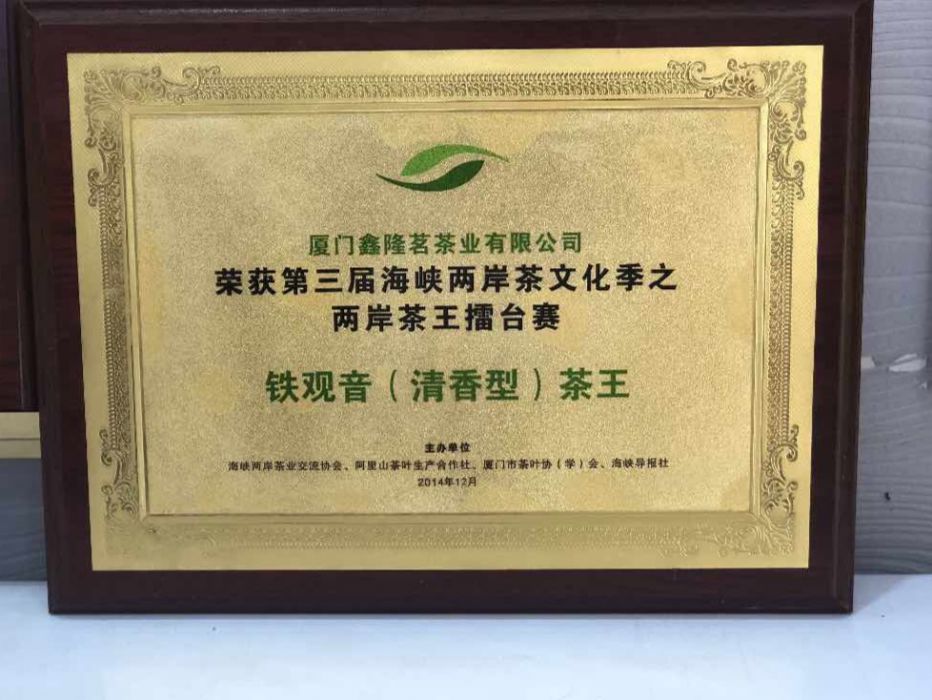 厦门鑫隆茗茶业有限公司
荣获第三届海峡两岸茶文化季之
两岸茶王擂台赛
铁观音（清香型）茶王
主办单位
海峡两岸茶业交流协会、阿里山茶叶生产合作社、厦门市茶叶协（学）会、海峡导报社
2014年12月